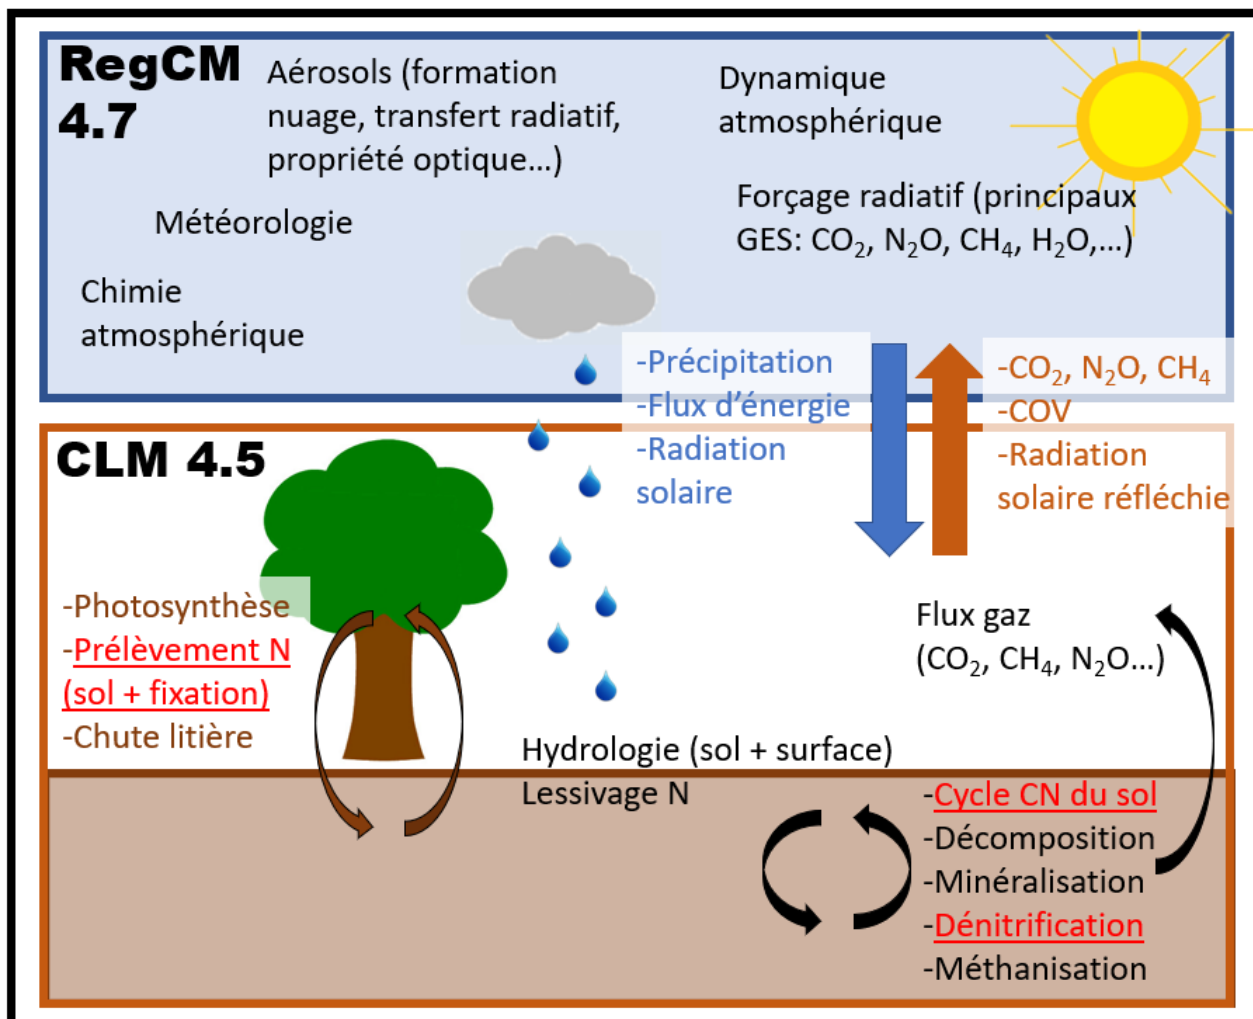 RegCM
4.7
Aérosols (formation
nuage, transfert radiatif,
propriété optique...)
Dynamique
atmosphérique
Forçage radiatif (principaux
GES: CO₂, N₂O, CH₄, H₂O,...)
Météorologie
Chimie
atmosphérique
-Précipitation
-Flux d'énergie
-Radiation
solaire
-CO₂, N₂O, CH₄
-COV
-Radiation
solaire réfléchie
CLM 4.5
-Photosynthèse
-Prélèvement N
(sol + fixation)
-Chute litière
Flux gaz
(CO₂, CH₄, N₂O...)
Hydrologie (sol + surface)
Lessivage N
-Cycle CN du sol
-Décomposition
-Minéralisation
-Dénitrification
-Méthanisation